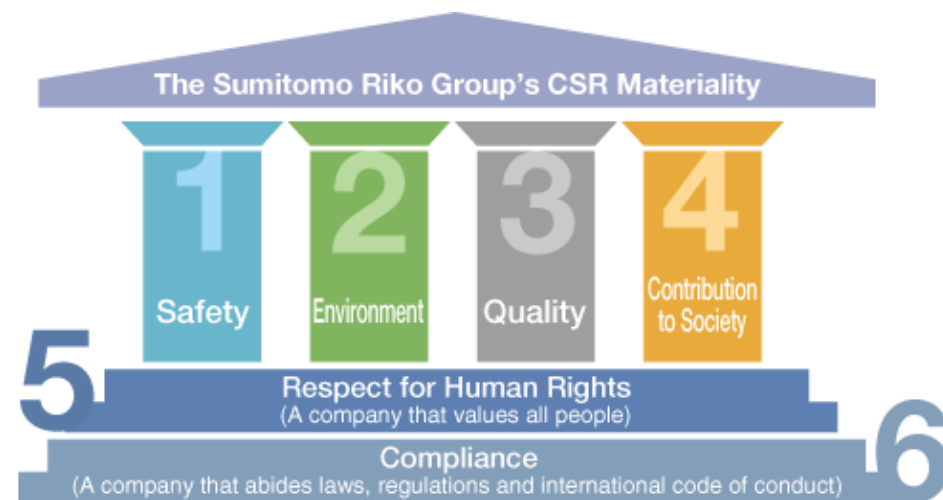 The Sumitomo Riko Group's CSR Materiality
1
2
3
4
Safety
Environment
Quality
Contribution
to Society
5
Respect for Human Rights
(A company that values all people)
6
Compliance
(A company that abides laws, regulations and international code of conduct)